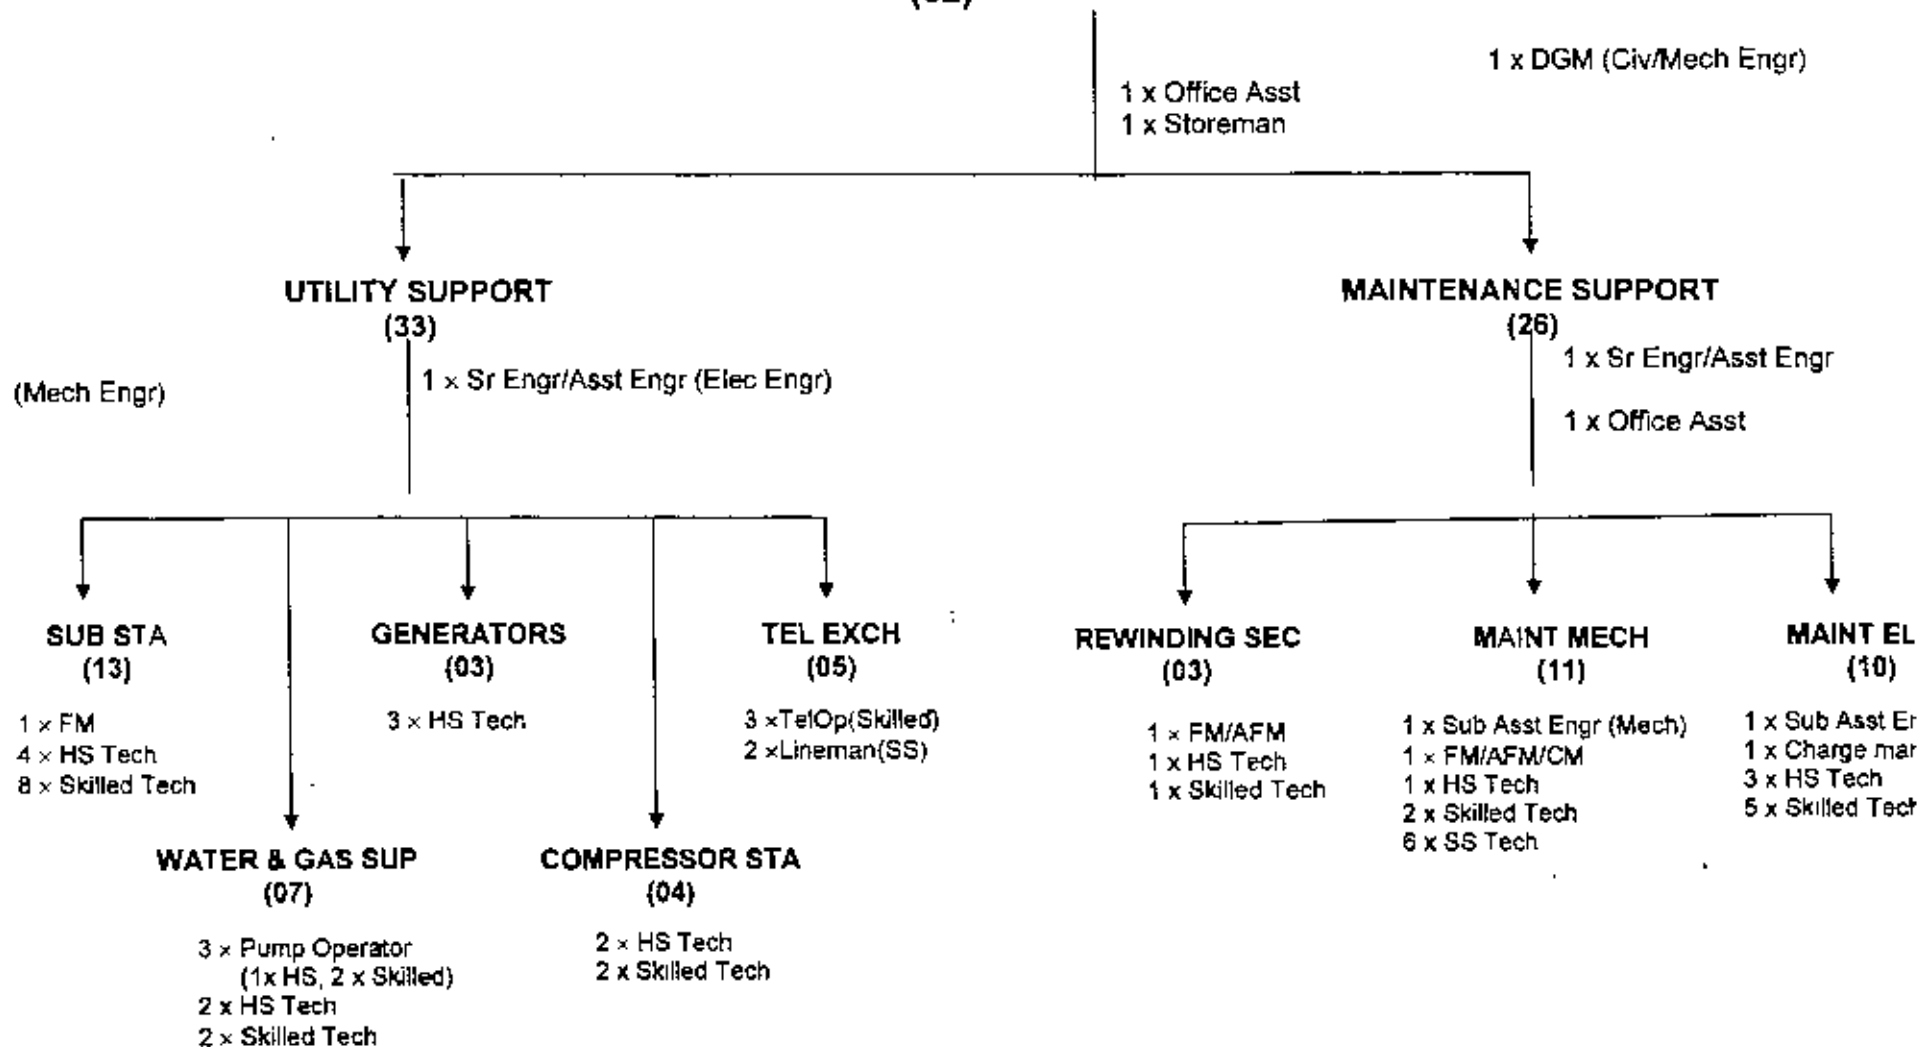 1 x DGM (Civ/Mech Engr)
1 x Office Asst
1 x Storeman
UTILITY SUPPORT
(33)
1 × Sr Engr/Asst Engr (Elec Engr)
(Mech Engr)
MAINTENANCE SUPPORT
(26)
1 x Sr Engr/Asst Engr
1 x Office Asst
SUB STA
(13)
1 × FM
4 × HS Tech
8 × Skilled Tech
GENERATORS
(03)
3 × HS Tech
TEL EXCH
(05)
3 ×TelOp(Skilled)
2 ×Lineman(SS)
WATER & GAS SUP
(07)
3 × Pump Operator
(1x HS, 2 x Skilled)
2 x HS Tech
2 × Skilled Tech
COMPRESSOR STA
(04)
2 × HS Tech
2 x Skilled Tech
REWINDING SEC
(03)
1 × FM/AFM
1 x HS Tech
1 x Skilled Tech
MAINT MECH
(11)
1 x Sub Asst Engr (Mech)
1 × FM/AFM/CM
1 x HS Tech
2 x Skilled Tech
6 x SS Tech
MAINT EL
(10)
1 x Sub Asst
1 x Charge
3 x HS Tech
5 x Skilled Tech